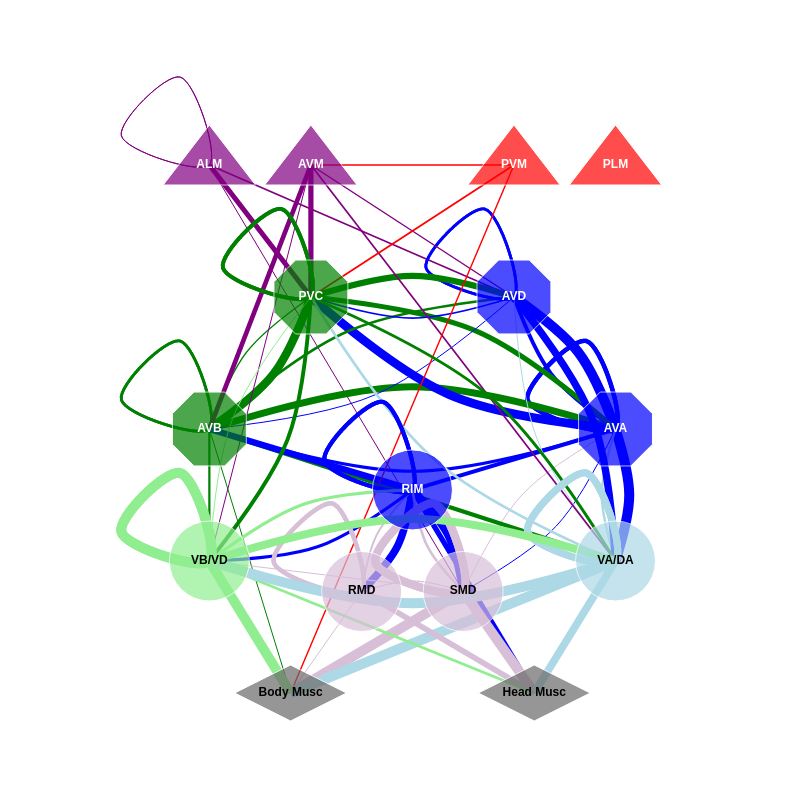 ALM
AVM
PVM
PLM
PVC
AVD
AVB
AVA
RIM
VB/VD
VA/DA
RMD
SMD
Body Musc
Head Musc